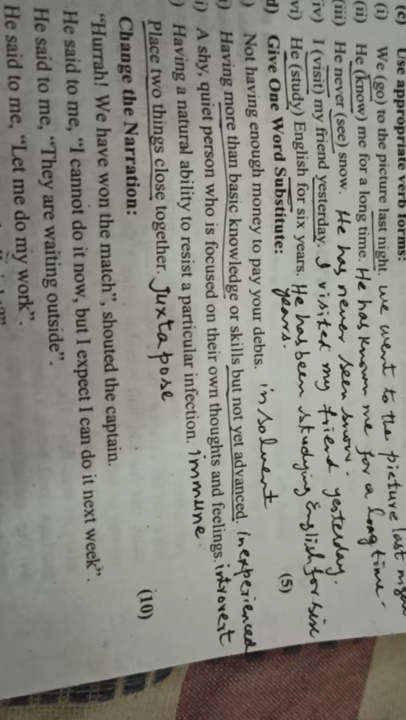 (c) Use appropriate verb forms:
(i) We (go) to the picture last night. we went to the picture last night
(ii) He (know) me for a long time. He has known me for a long time.
(iii) He never (see) snow. He has never seen snow.
iv) I (visit) my friend yesterday. I visited my friend yesterday.
vi) He (study) English for six years. He has been studying English for six
years.
d) Give One Word Substitute: (5)
) Not having enough money to pay your debts. insolvent
i) Having more than basic knowledge or skills but not yet advanced. Inexperienced
i) A shy, quiet person who is focused on their own thoughts and feelings. introvert
) Having a natural ability to resist a particular infection. immune
) Place two things close together. Juxtapose
Change the Narration: (10)
"Hurrah! We have won the match", shouted the captain.
He said to me, "I cannot do it now, but I expect I can do it next week".
He said to me, "They are waiting outside".
He said to me, "Let me do my work".